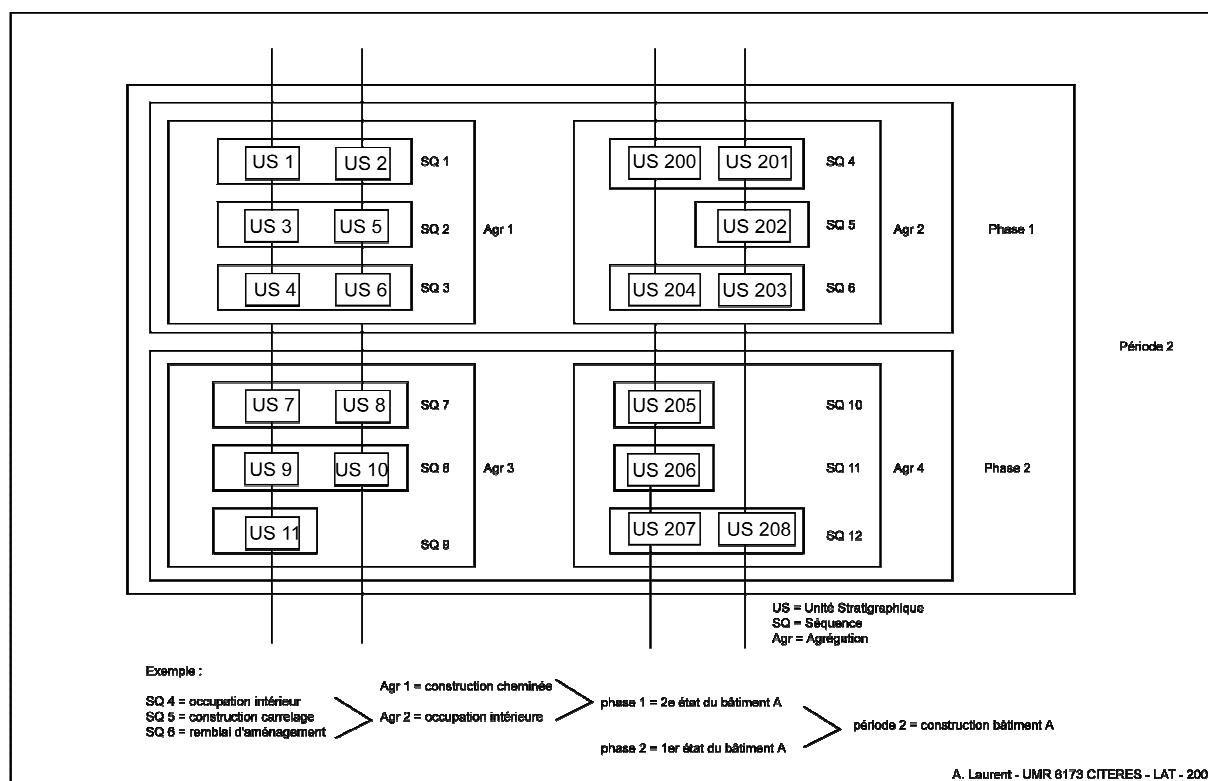 US 1 US 2 SQ 1 US 200 US 201 SQ 4
US 3 US 5 SQ 2 Agr 1 US 202 SQ 5 Agr 2 Phase 1
US 4 US 6 SQ 3 US 204 US 203 SQ 6
Période 2
US 7 US 8 SQ 7 US 205 SQ 10
US 9 US 10 SQ 8 Agr 3 US 206 SQ 11 Agr 4 Phase 2
US 11 SQ 9 US 207 US 208 SQ 12
US = Unité Stratigraphique
SQ = Séquence
Agr = Agrégation
Exemple :
SQ 4 = occupation intérieur
SQ 5 = construction carrelage
SQ 6 = remblai d'aménagement
Agr 1 = construction cheminée
Agr 2 = occupation intérieure
phase 1 = 2e état du bâtiment A
phase 2 = 1er état du bâtiment A
période 2 = construction bâtiment A
A. Laurent - UMR 6173 CITERES - LAT - 200